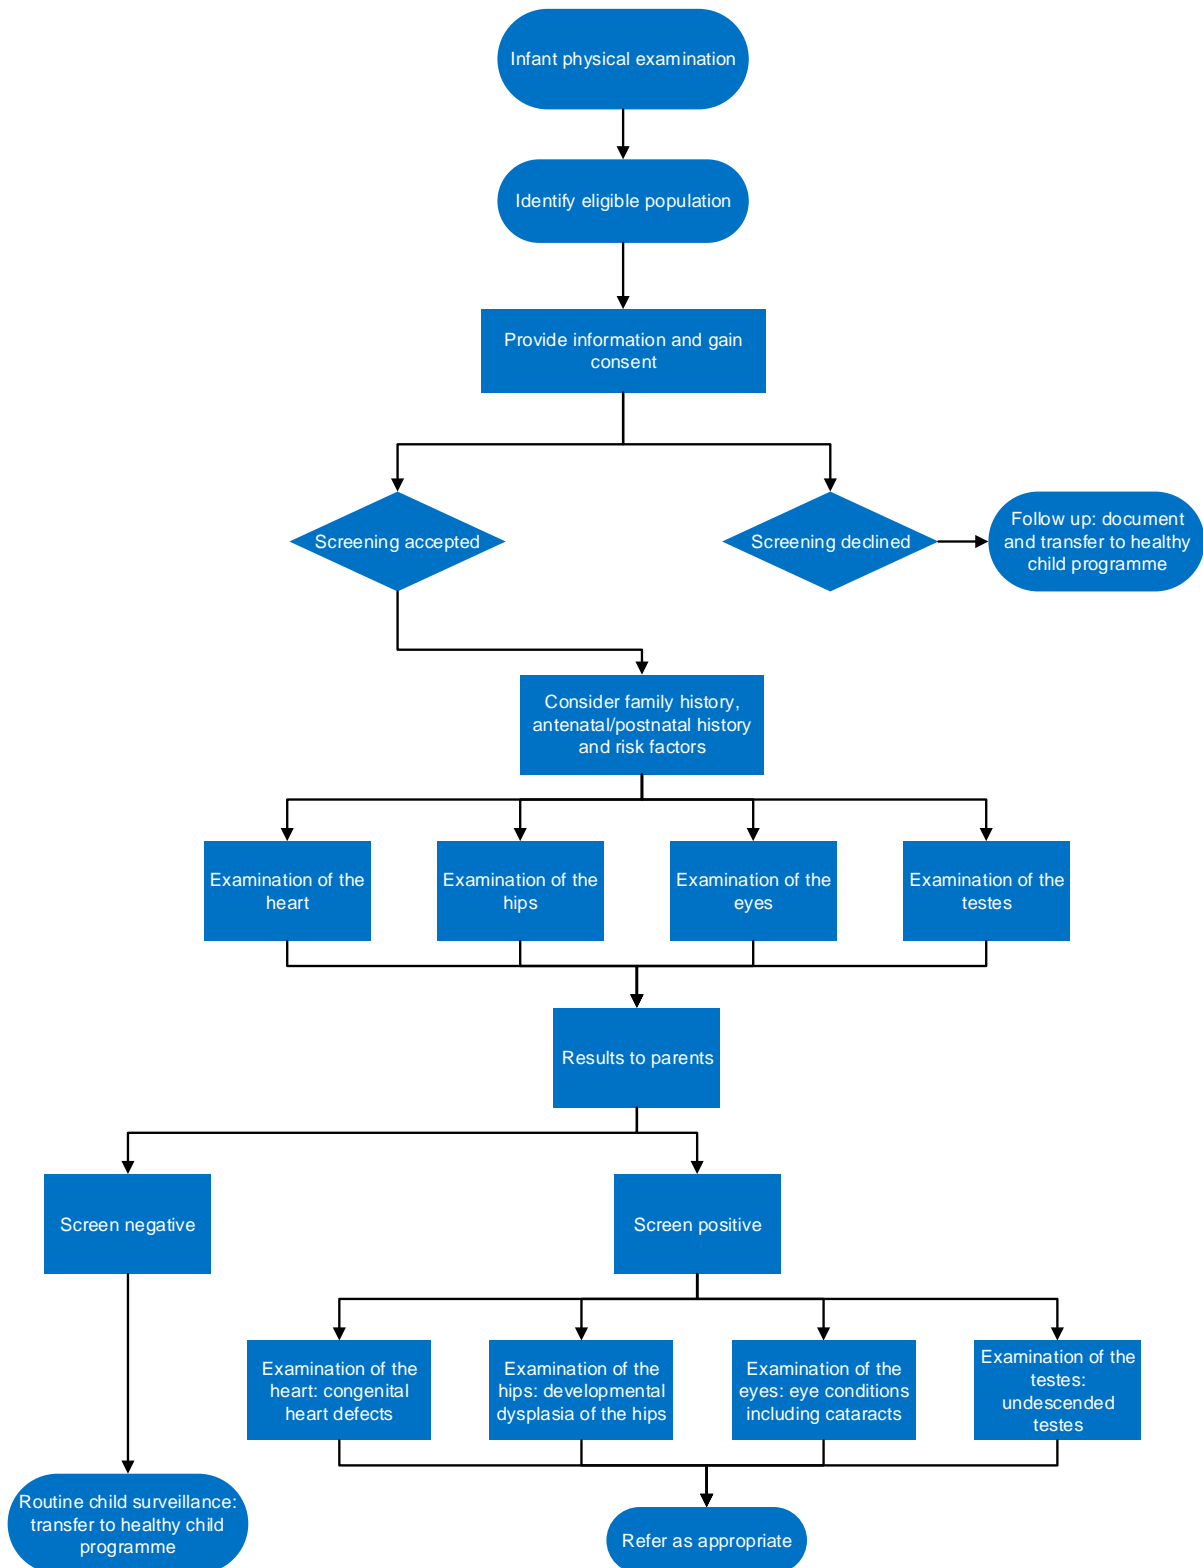 Infant physical examination
Identify eligible population
Provide information and gain
consent
Screening accepted
Screening declined
Follow up: document
and transfer to healthy
child programme
Consider family history,
antenatal/postnatal history
and risk factors
Examination of the
heart
Examination of the
hips
Examination of the
eyes
Examination of the
testes
Results to parents
Screen negative
Screen positive
Examination of the
heart: congenital
heart defects
Examination of the
hips: developmental
dysplasia of the hips
Examination of the
eyes: eye conditions
including cataracts
Examination of the
testes:
undescended
testes
Routine child surveillance:
transfer to healthy child
programme
Refer as appropriate